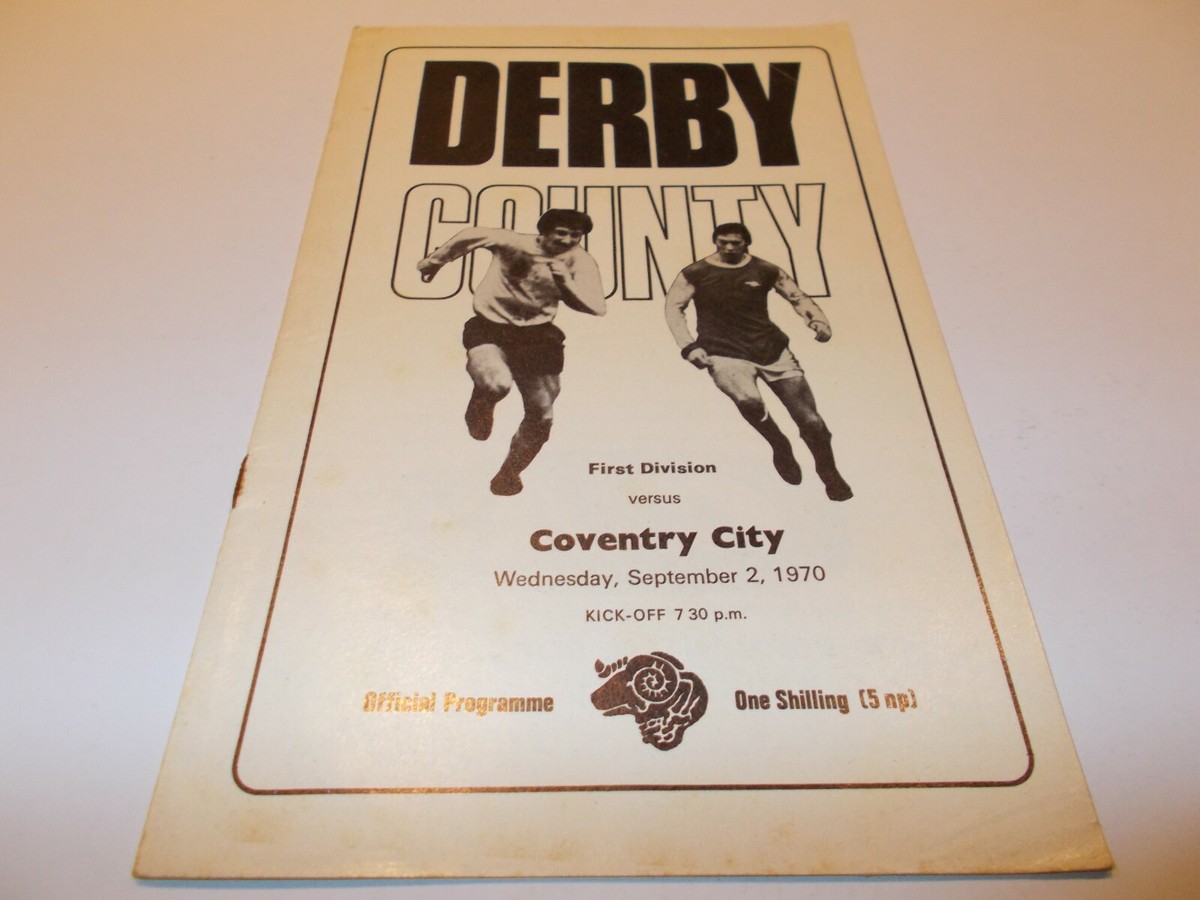 DERBY
COUNTY
First Division
versus
Coventry City
Wednesday, September 2, 1970
KICK-OFF 7 30 p.m.
Official Programme
One Shilling (5 np)